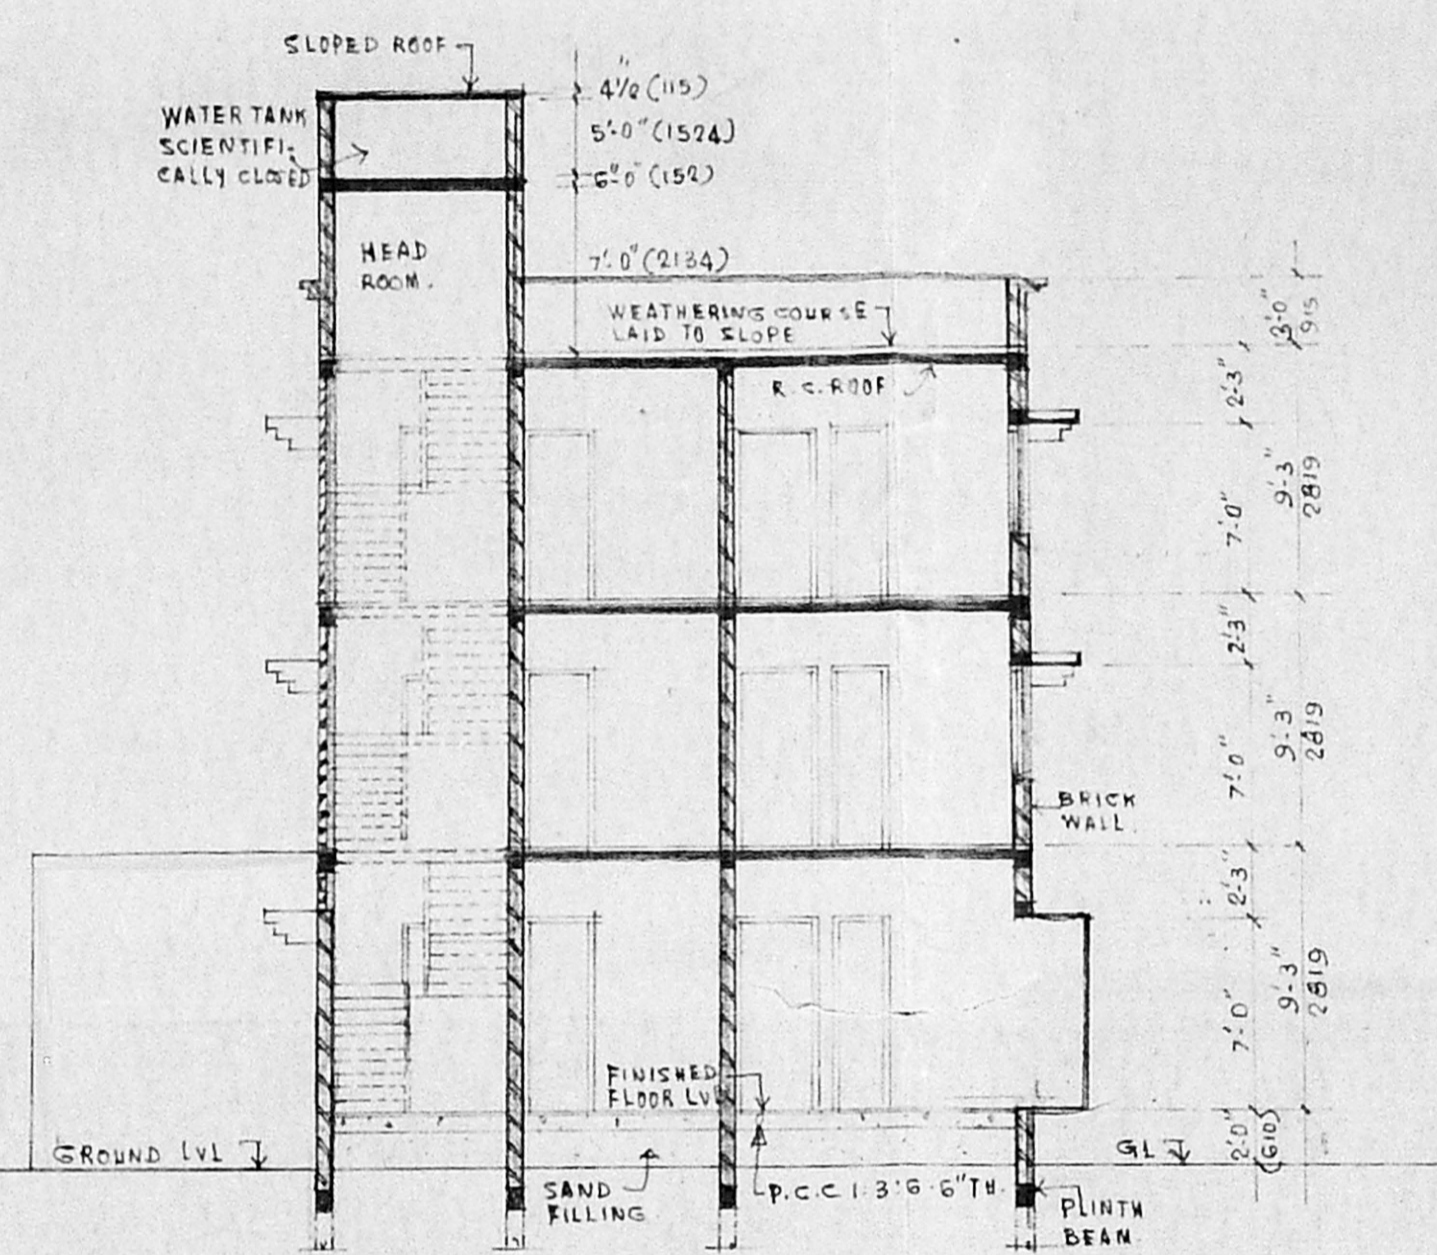 SLOPED ROOF
4½" (115)
WATER TANK
SCIENTIFI-
CALLY CLOSED
5'-0" (1524)
6"-0" (152)
HEAD
ROOM.
7'-0" (2134)
WEATHERING COURSE
LAID TO SLOPE
R.C. ROOF
3'-0"
915
2'-3"
9'-3"
2819
7'-0"
2'-3"
9'-3"
2819
7'-0"
BRICK
WALL.
2'-3"
9'-3"
2819
7'-0"
FINISHED
FLOOR LVL
2'-0"
(610)
GROUND LVL
GL
SAND
FILLING.
P.C.C 1:3:6-6"TH.
PLINTH
BEAM.